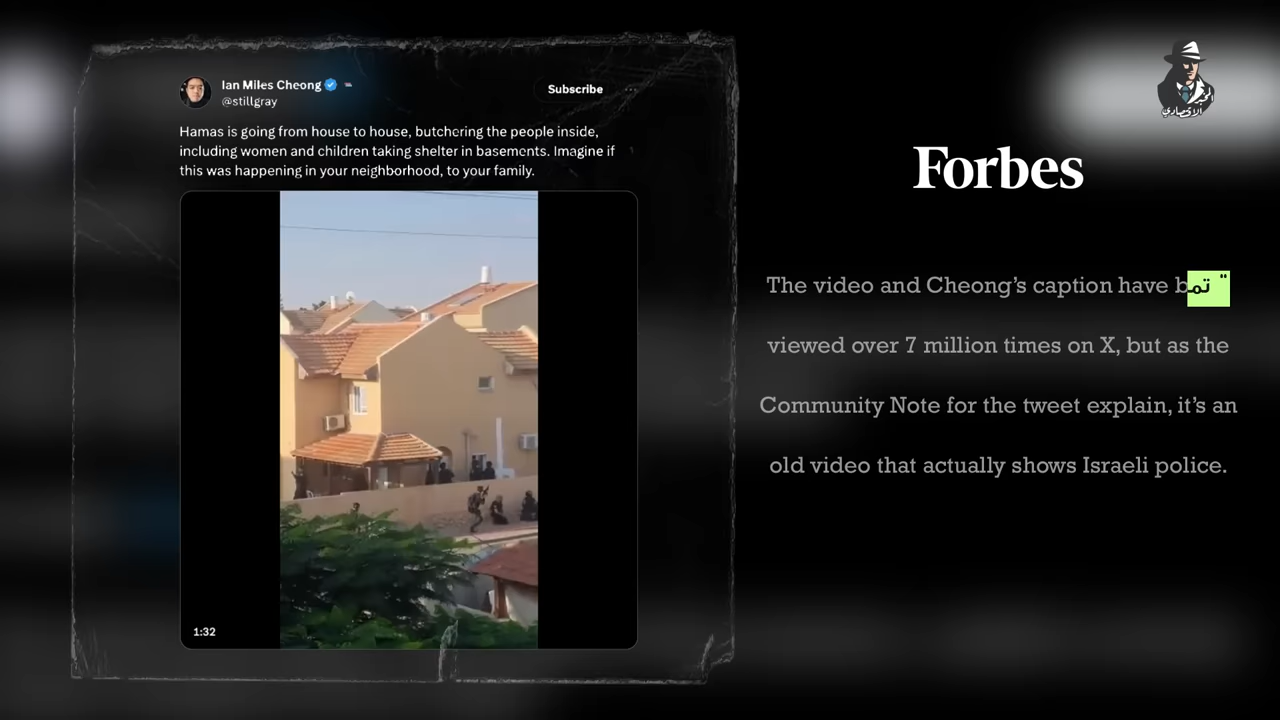 Ian Miles Cheong
@stillgray
Subscribe
Hamas is going from house to house, butchering the people inside,
including women and children taking shelter in basements. Imagine if
this was happening in your neighborhood, to your family.
1:32
المخبر
الاقتصادي
Forbes
The video and Cheong's caption have b
" تم
viewed over 7 million times on X, but as the
Community Note for the tweet explain, it's an
old video that actually shows Israeli police.